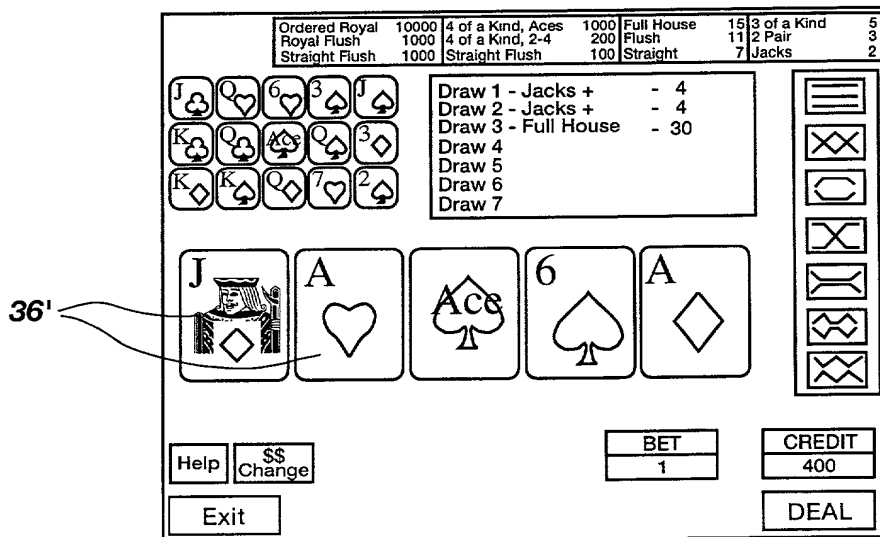 Ordered Royal 10000 4 of a Kind, Aces 1000 Full House 15 3 of a Kind 5
Royal Flush 1000 4 of a Kind, 2-4 200 Flush 11 2 Pair 3
Straight Flush 1000 Straight Flush 100 Straight 7 Jacks 2
J Q 6 3 J
K Q Ace Q 3
K K Q 7 2
Draw 1 - Jacks + - 4
Draw 2 - Jacks + - 4
Draw 3 - Full House - 30
Draw 4
Draw 5
Draw 6
Draw 7
36'
J A Ace 6 A
Help $$ Change
BET CREDIT
1 400
Exit DEAL